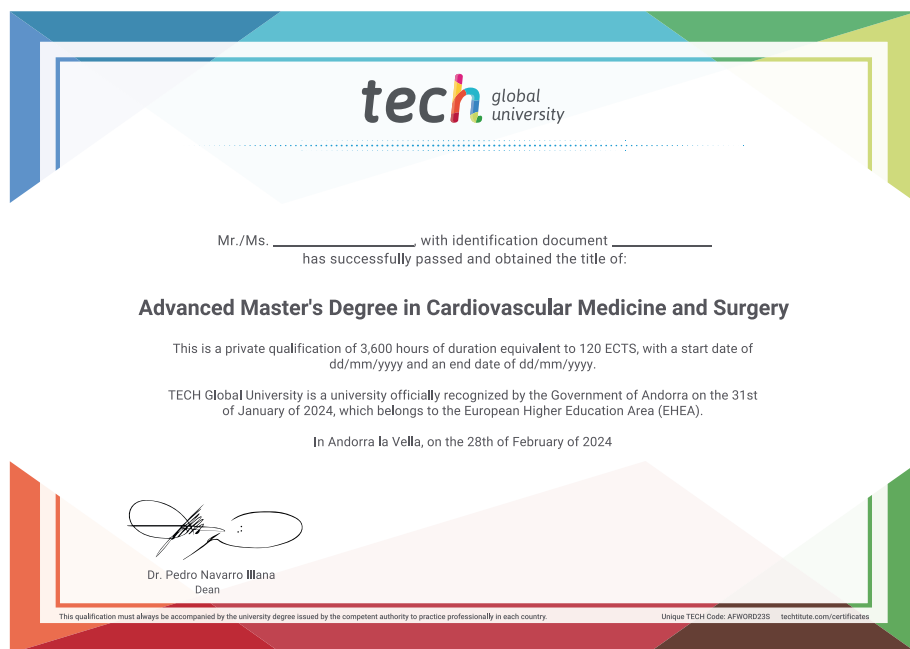 tech global
university
Mr./Ms. ____________, with identification document ____________
has successfully passed and obtained the title of:
Advanced Master's Degree in Cardiovascular Medicine and Surgery
This is a private qualification of 3,600 hours of duration equivalent to 120 ECTS, with a start date of
dd/mm/yyyy and an end date of dd/mm/yyyy.
TECH Global University is a university officially recognized by the Government of Andorra on the 31st
of January of 2024, which belongs to the European Higher Education Area (EHEA).
In Andorra la Vella, on the 28th of February of 2024
Dr. Pedro Navarro Illana
Dean
This qualification must always be accompanied by the university degree issued by the competent authority to practice professionally in each country.
Unique TECH Code: AFWORD23S techtitute.com/certificates